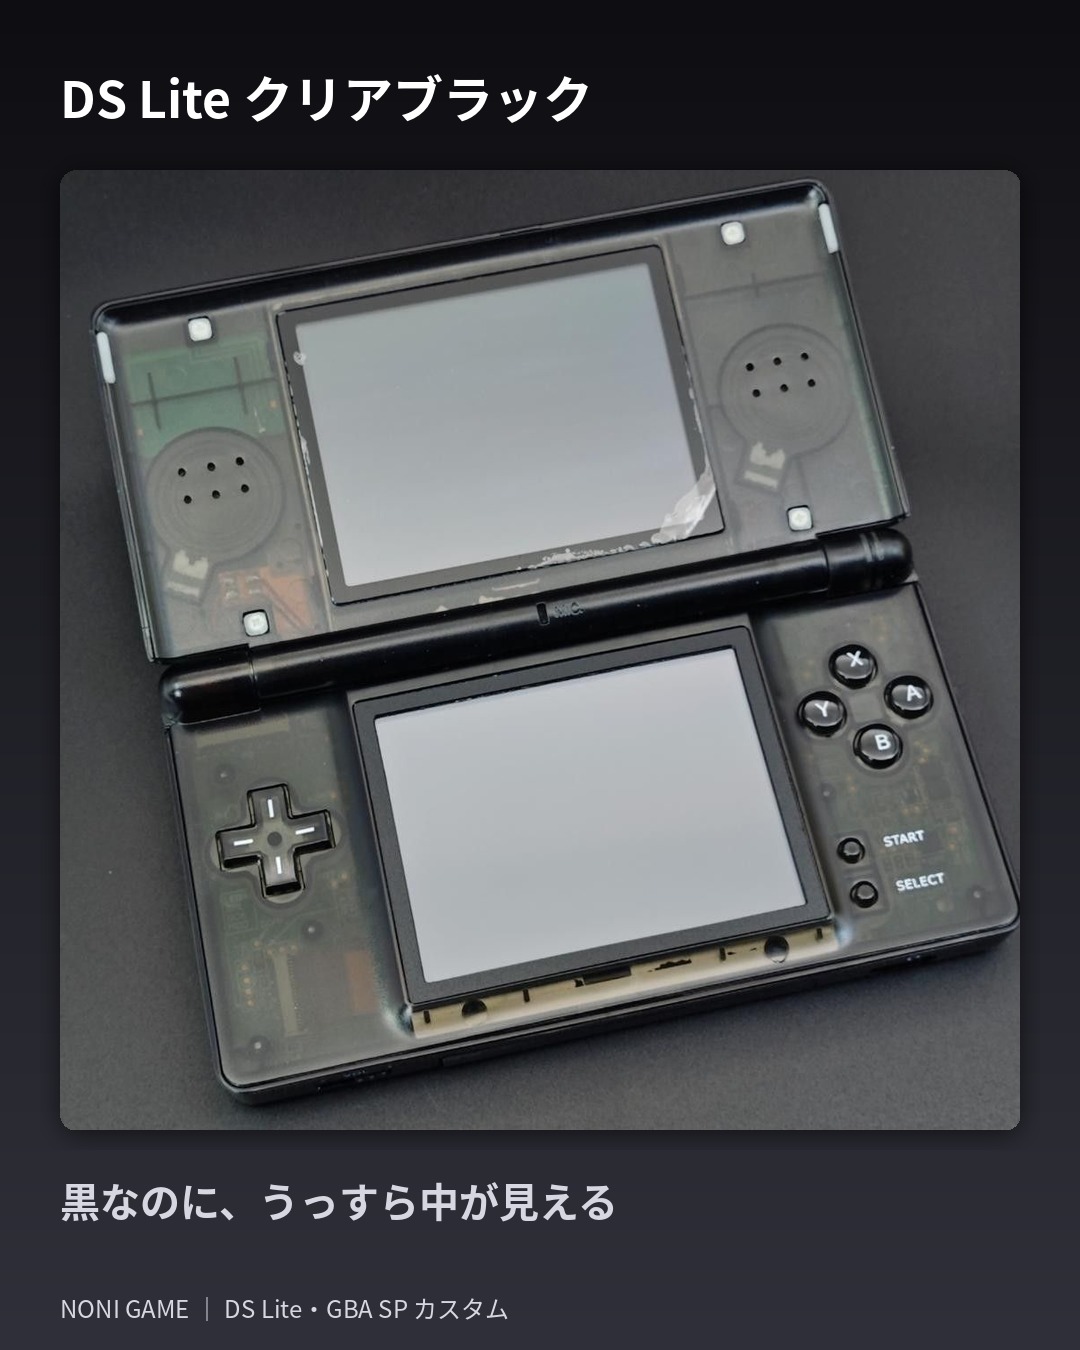 DS Lite クリアブラック
MIC.
X
Y
A
B
START
SELECT
黒なのに、うっすら中が見える
NONI GAME ｜ DS Lite・GBA SP カスタム